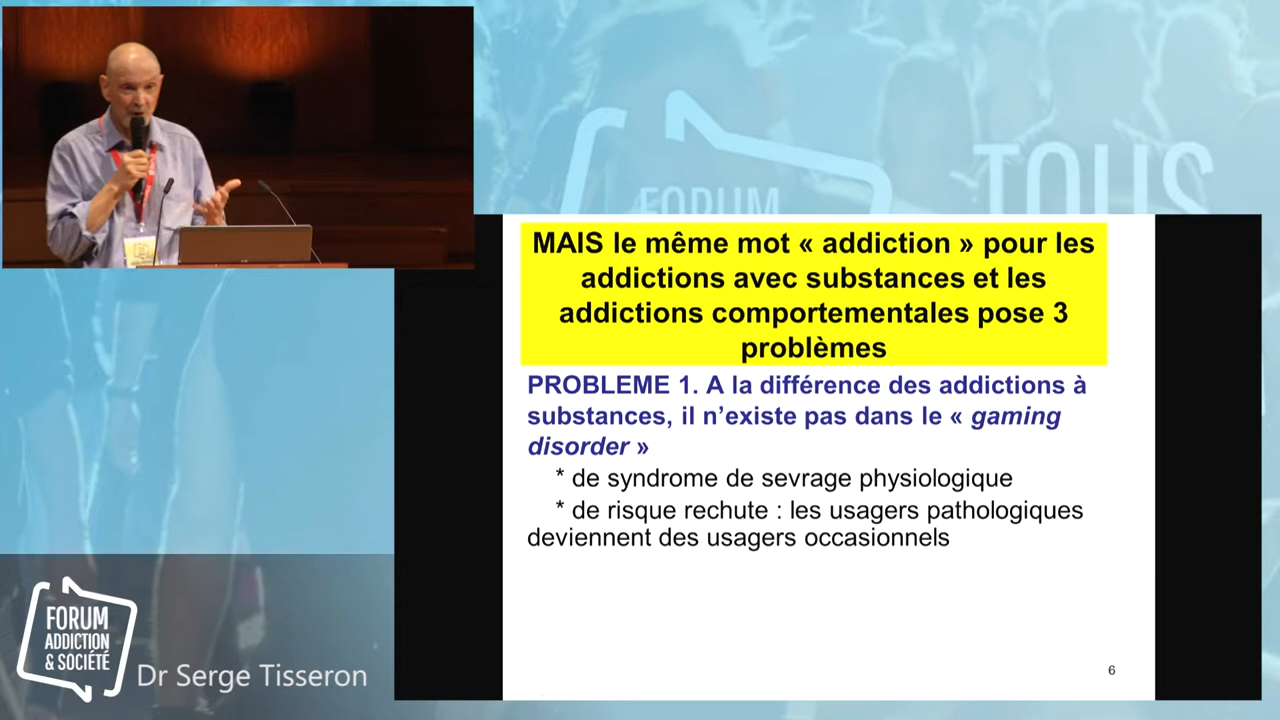 FORUM
TOUS
MAIS le même mot « addiction » pour les
addictions avec substances et les
addictions comportementales pose 3
problèmes
PROBLEME 1. A la différence des addictions à
substances, il n’existe pas dans le « gaming
disorder »
* de syndrome de sevrage physiologique
* de risque rechute : les usagers pathologiques
deviennent des usagers occasionnels
6
FORUM
ADDICTION
& SOCIÉTÉ
Dr Serge Tisseron